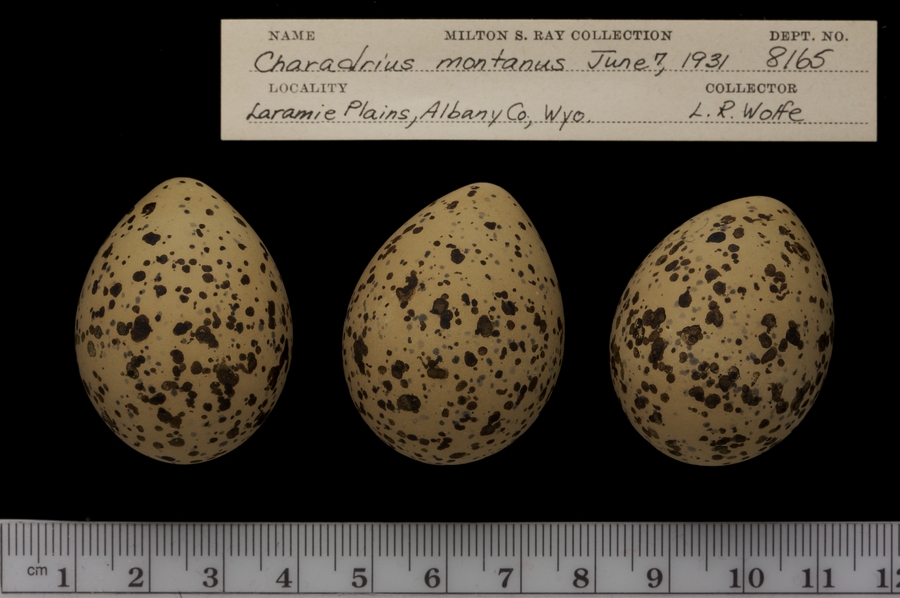 NAME MILTON S. RAY COLLECTION DEPT. NO.
Charadrius montanus June 7, 1931 8165
LOCALITY COLLECTOR
Laramie Plains, Albany Co., Wyo. L. R. Wolfe
cm 1 2 3 4 5 6 7 8 9 10 11 12